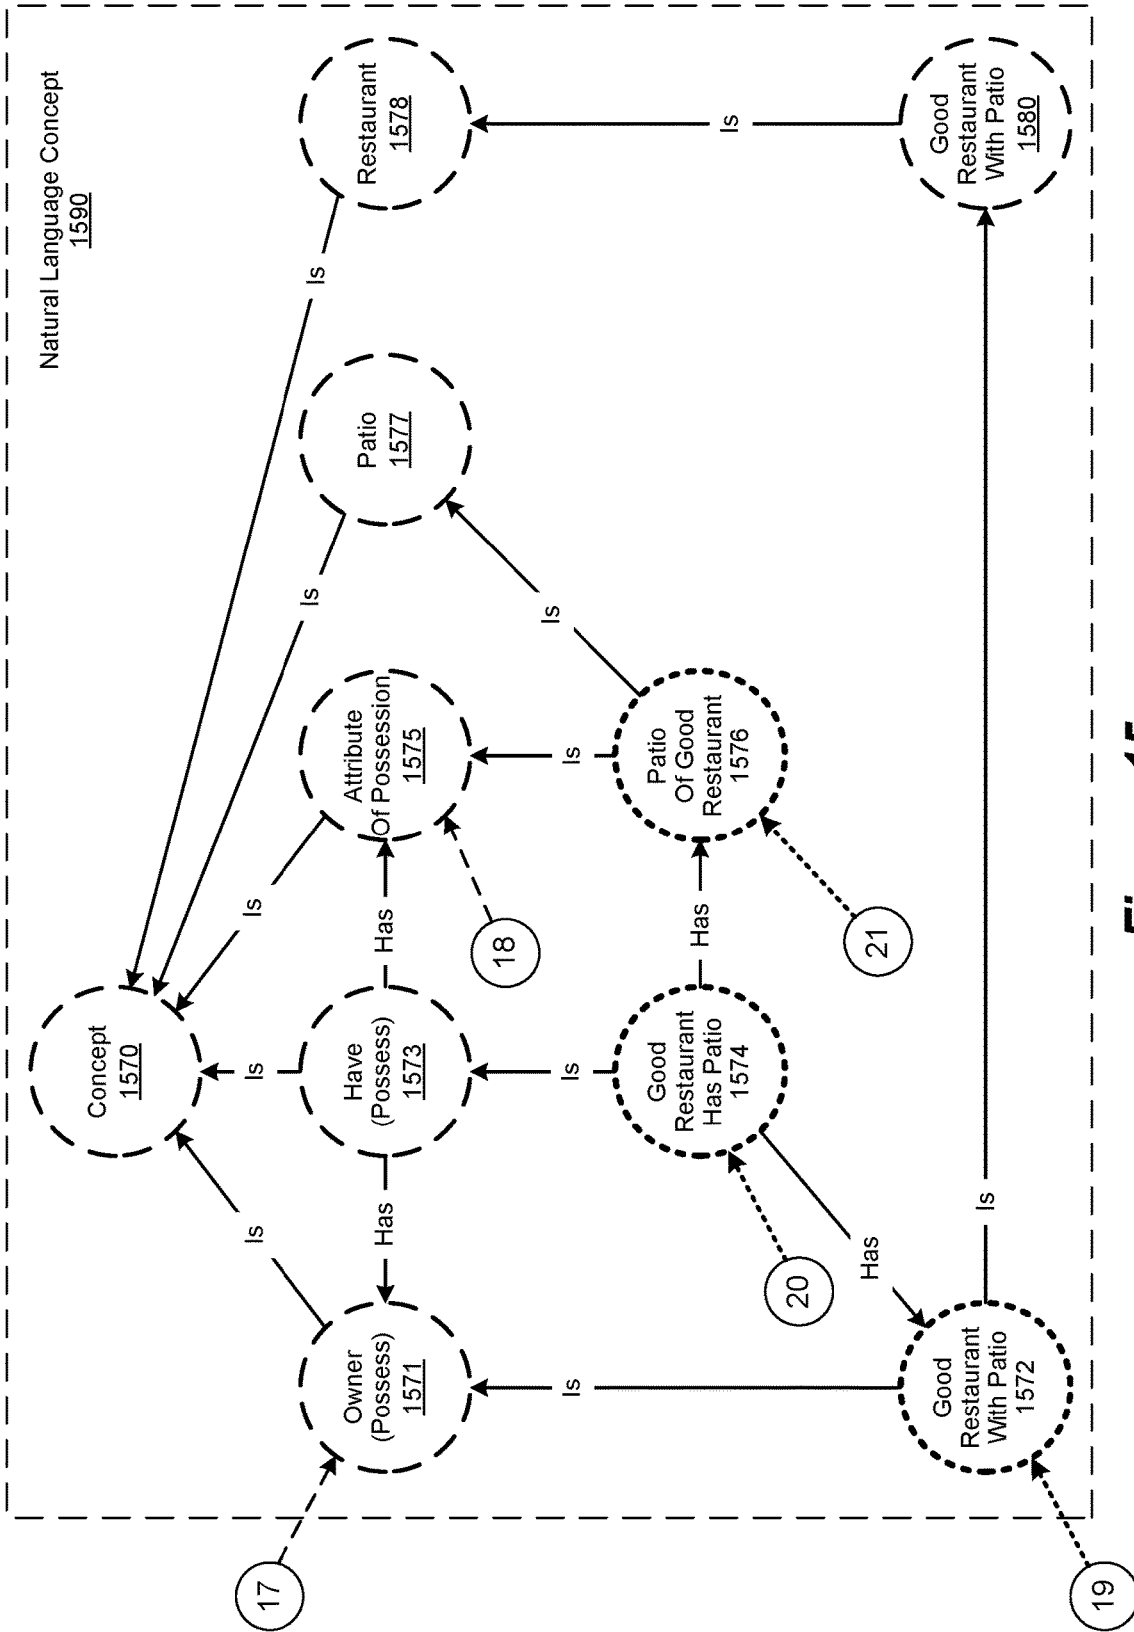 Natural Language Concept
1590
Concept
1570
Is
Is
Is
Is
Is
17
Owner
(Possess)
1571
Has
Have
(Possess)
1573
Has
Attribute
Of Possession
1575
Patio
1577
Restaurant
1578
18
Is
Is
Is
Is
Is
Good
Restaurant
Has Patio
1574
Has
Patio
Of Good
Restaurant
1576
20
21
Has
Good
Restaurant
With Patio
1572
Is
Good
Restaurant
With Patio
1580
19